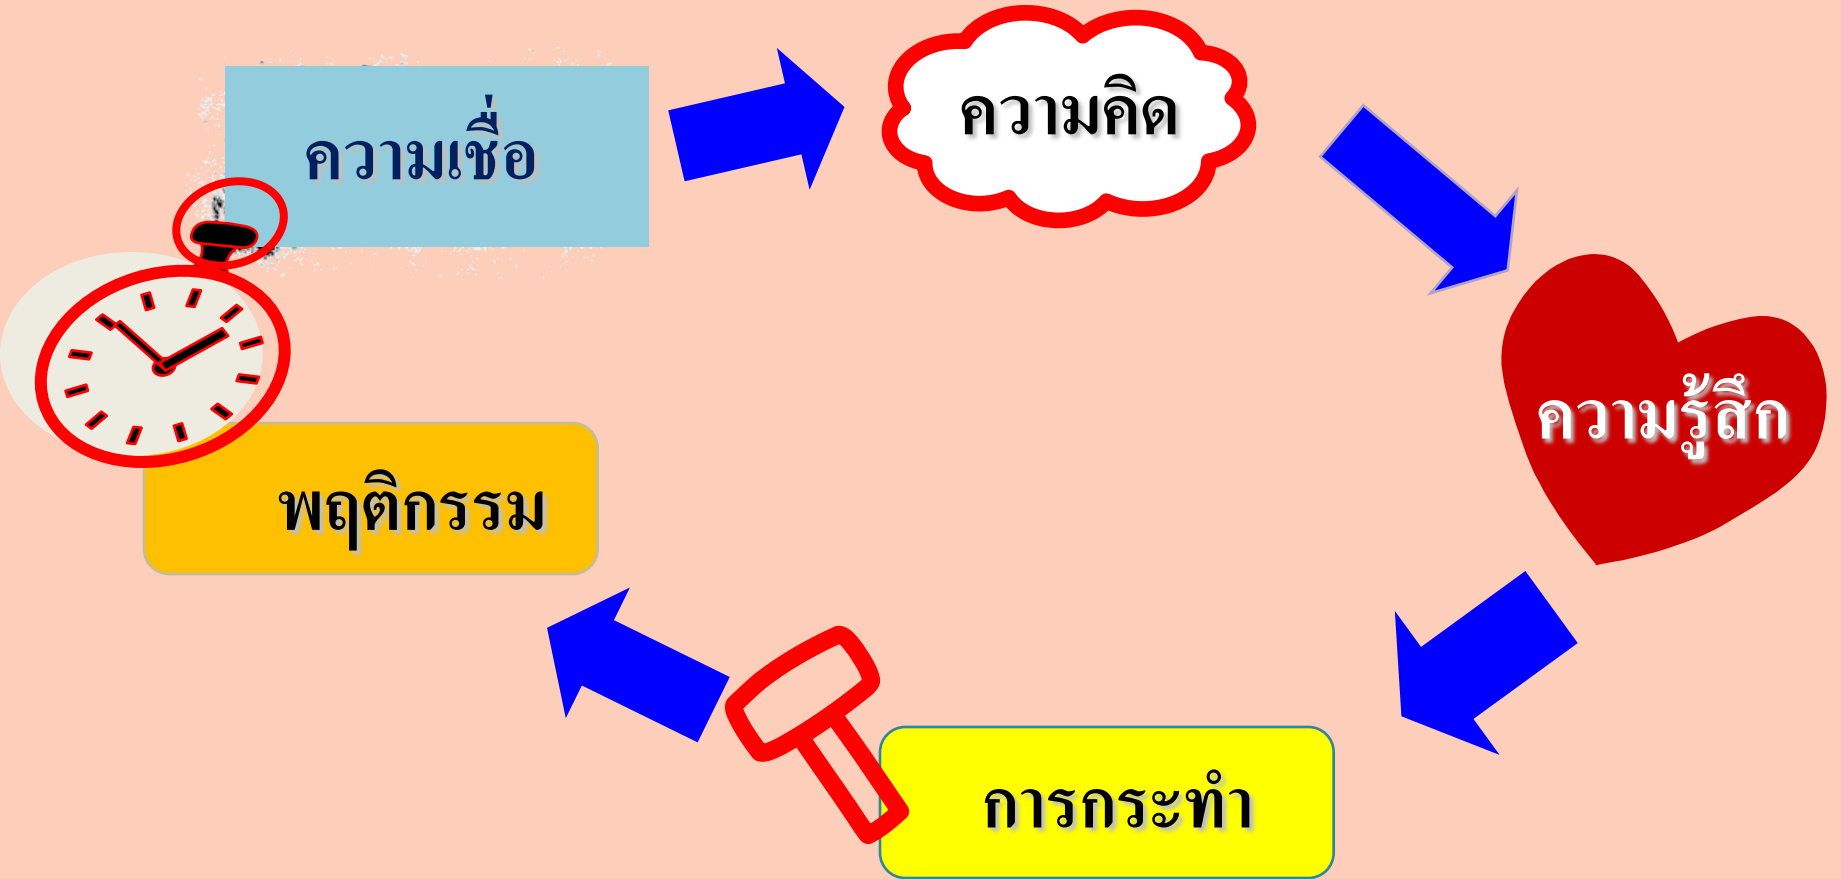 ความเชื่อ
ความคิด
ความรู้สึก
การกระทำ
พฤติกรรม